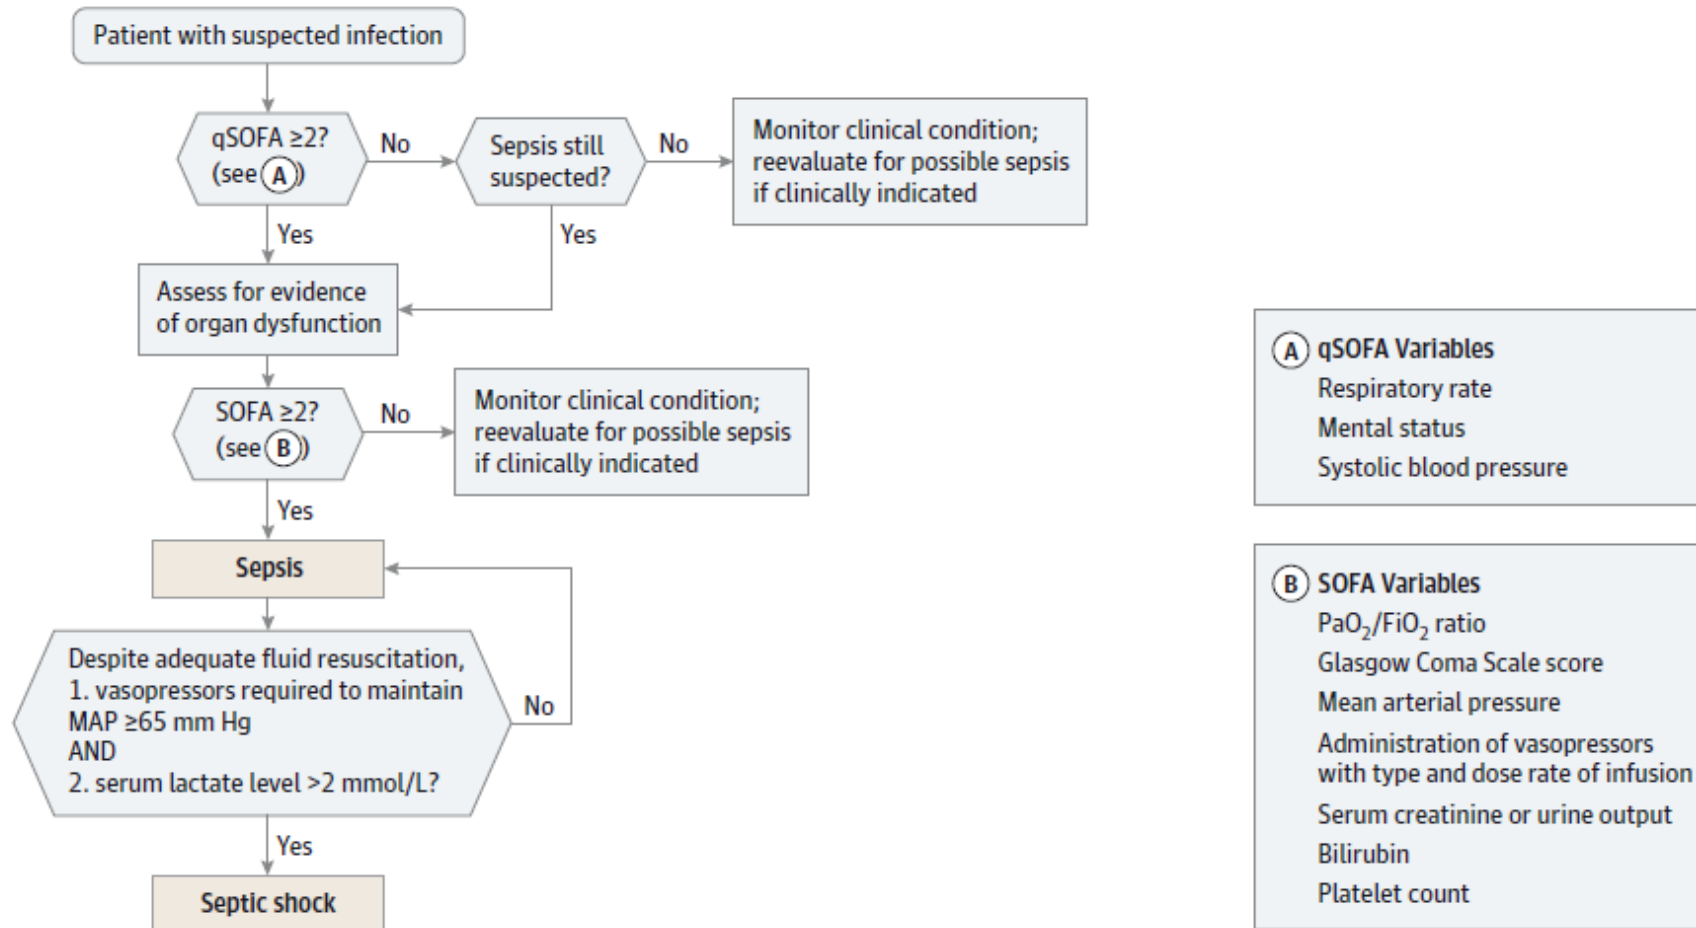 Patient with suspected infection
qSOFA ≥2?
(see A)
No
Sepsis still
suspected?
No
Monitor clinical condition;
reevaluate for possible sepsis
if clinically indicated
Yes
Yes
Assess for evidence
of organ dysfunction
SOFA ≥2?
(see B)
No
Monitor clinical condition;
reevaluate for possible sepsis
if clinically indicated
Yes
Sepsis
Despite adequate fluid resuscitation,
1. vasopressors required to maintain
MAP ≥65 mm Hg
AND
2. serum lactate level >2 mmol/L?
No
Yes
Septic shock
A qSOFA Variables
Respiratory rate
Mental status
Systolic blood pressure
B SOFA Variables
PaO₂/FiO₂ ratio
Glasgow Coma Scale score
Mean arterial pressure
Administration of vasopressors
with type and dose rate of infusion
Serum creatinine or urine output
Bilirubin
Platelet count